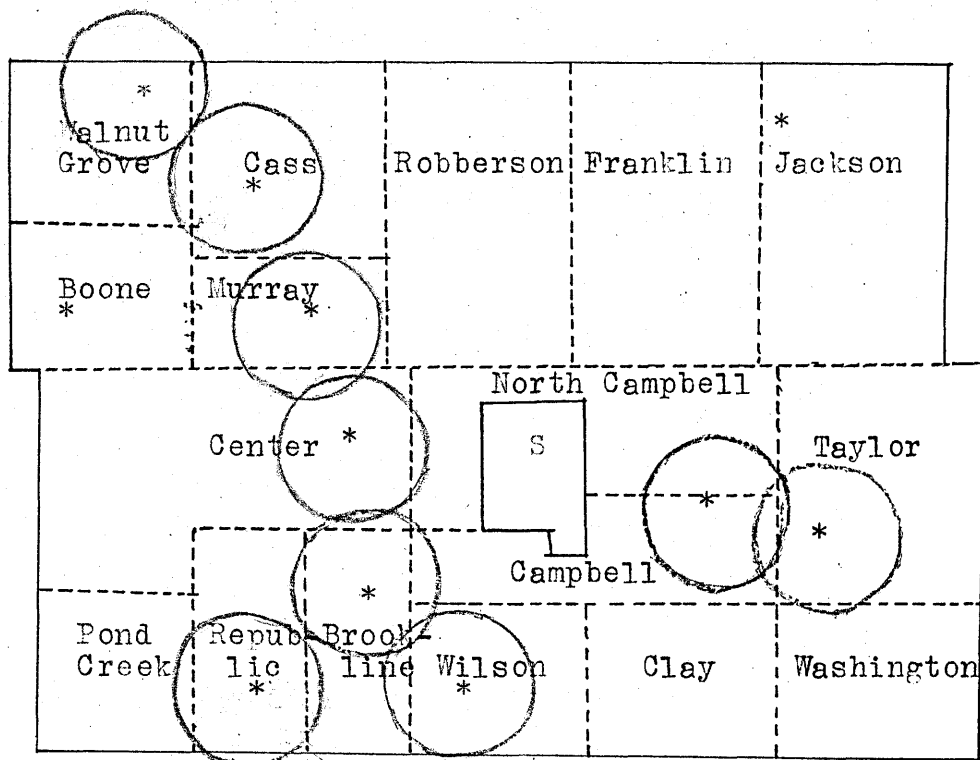 *
Walnut
Grove
Cass
*
Robberson
Franklin
*
Jackson
Boone
*
Murray
*
North Campbell
Center
*
S
*
Taylor
*
Campbell
*
Pond
Creek
Repub-
lic
*
Brook-
line
Wilson
*
Clay
Washington